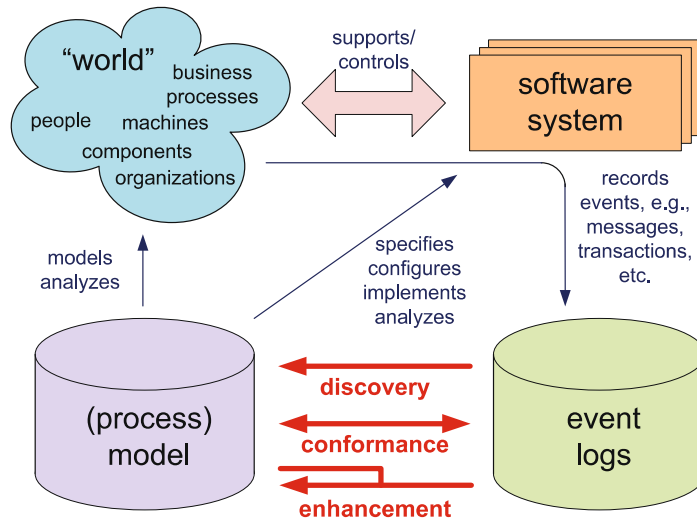 “world”
business
processes
people
machines
components
organizations
supports/
controls
software
system
records
events, e.g.,
messages,
transactions,
etc.
models
analyzes
specifies
configures
implements
analyzes
(process)
model
discovery
conformance
enhancement
event
logs